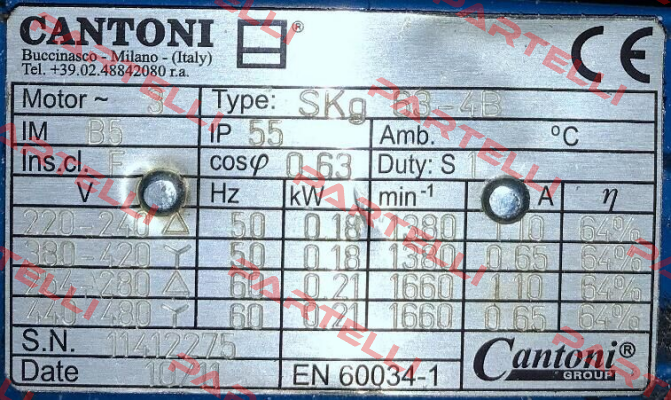 CANTONI ®
Buccinasco - Milano - (Italy)
Tel. +39.02.48842080 r.a.
CE
Motor ~ 3 Type: SKg 63-4B
IM B5 IP 55 Amb. ºC
Ins.cl. F cosφ 0.63 Duty: S 1
V Hz kW min-1 A η
220-240 △ 50 0.18 1380 1.10 64%
380-420 Y 50 0.18 1380 0.65 64%
254-280 △ 60 0.21 1660 1.10 64%
440-480 Y 60 0.21 1660 0.65 64%
S.N. 11412275
Date 10/11 EN 60034-1
Cantoni®
GROUP
PARTELLI